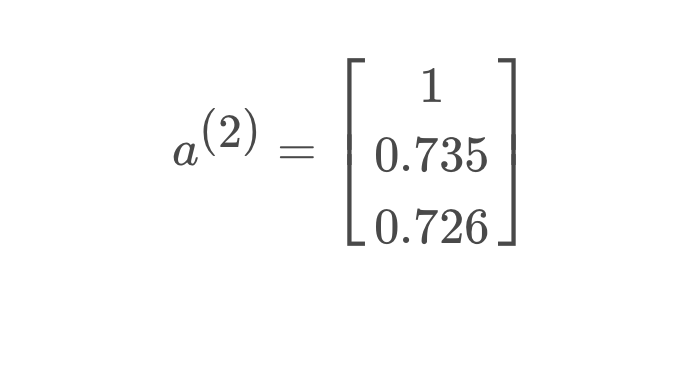 a^(2) = [ 1
0.735
0.726 ]